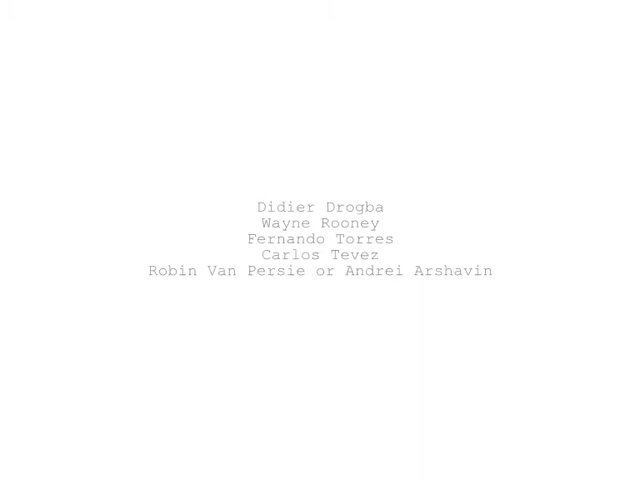 Didier Drogba
Wayne Rooney
Fernando Torres
Carlos Tevez
Robin Van Persie or Andrei Arshavin